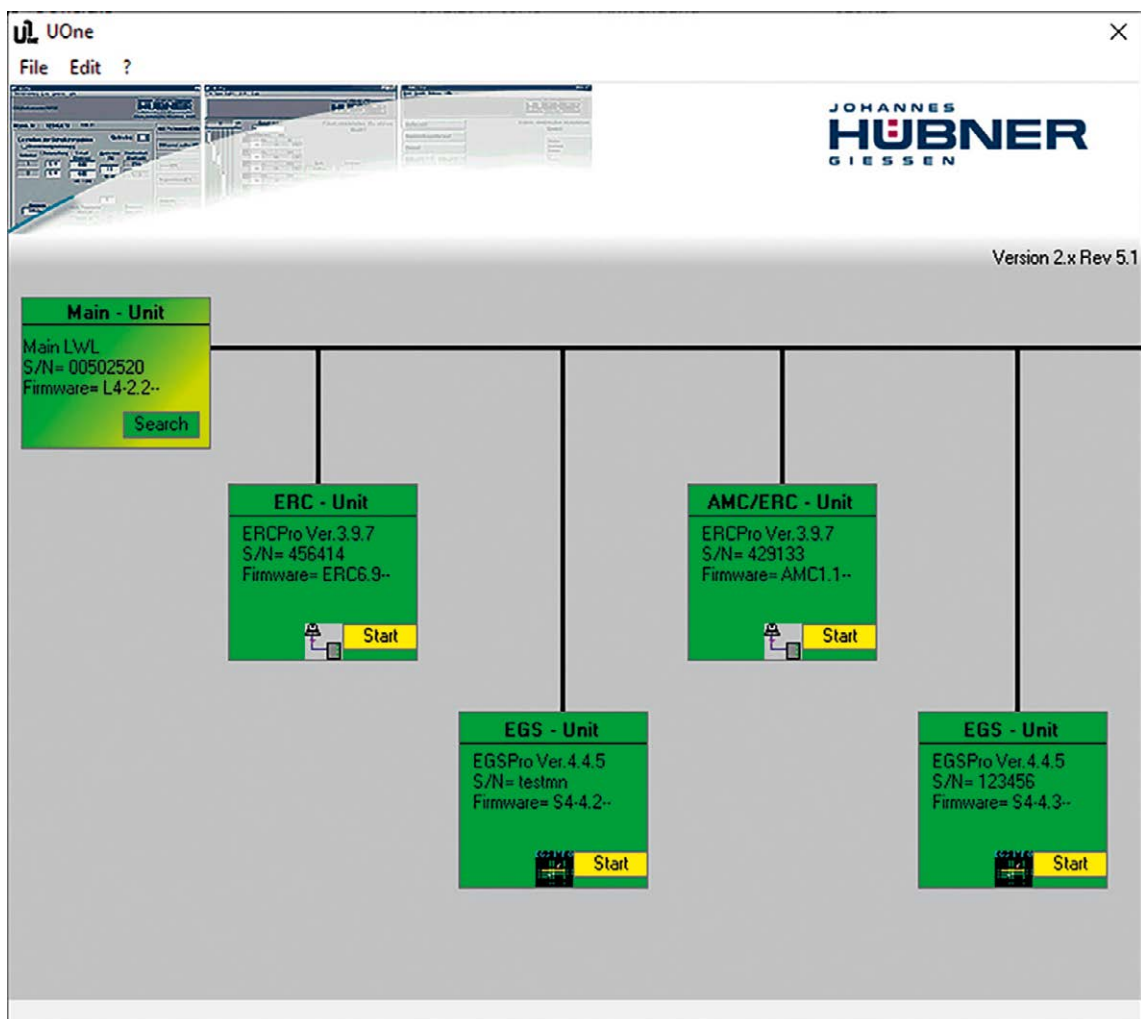 UOne
File Edit ?
JOHANNES
HÜBNER
GIESSEN
Version 2.x Rev 5.1
Main - Unit
Main LWL
S/N= 00502520
Firmware= L4-2.2--
Search
ERC - Unit
ERCPro Ver.3.9.7
S/N= 456414
Firmware= ERC6.9--
Start
AMC/ERC - Unit
ERCPro Ver.3.9.7
S/N= 429133
Firmware= AMC1.1--
Start
EGS - Unit
EGSPro Ver.4.4.5
S/N= testmn
Firmware= S4-4.2--
Start
EGS - Unit
EGSPro Ver.4.4.5
S/N= 123456
Firmware= S4-4.3--
Start